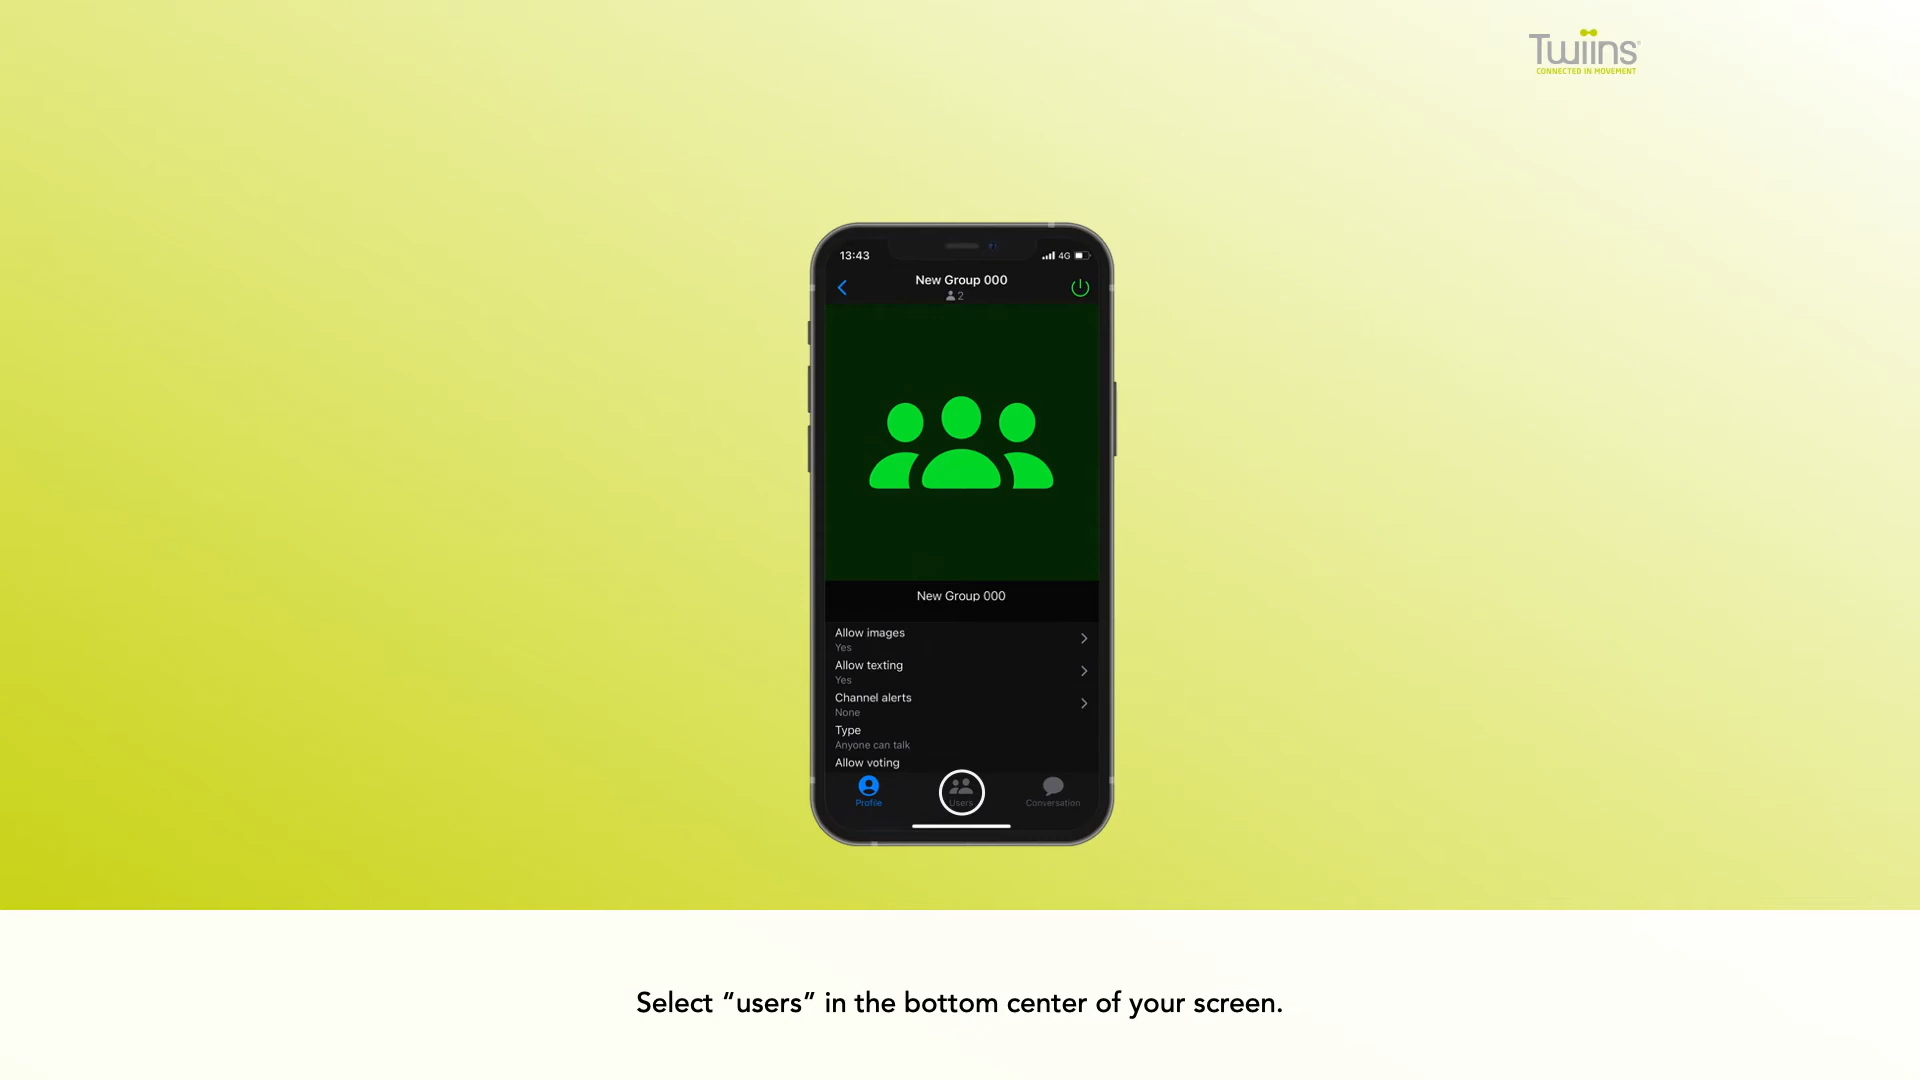 Twiins
CONNECTED IN MOVEMENT
13:43
4G
New Group 000
2
New Group 000
Allow images
Yes
Allow texting
Yes
Channel alerts
None
Type
Anyone can talk
Allow voting
Profile
Users
Conversation
Select “users” in the bottom center of your screen.